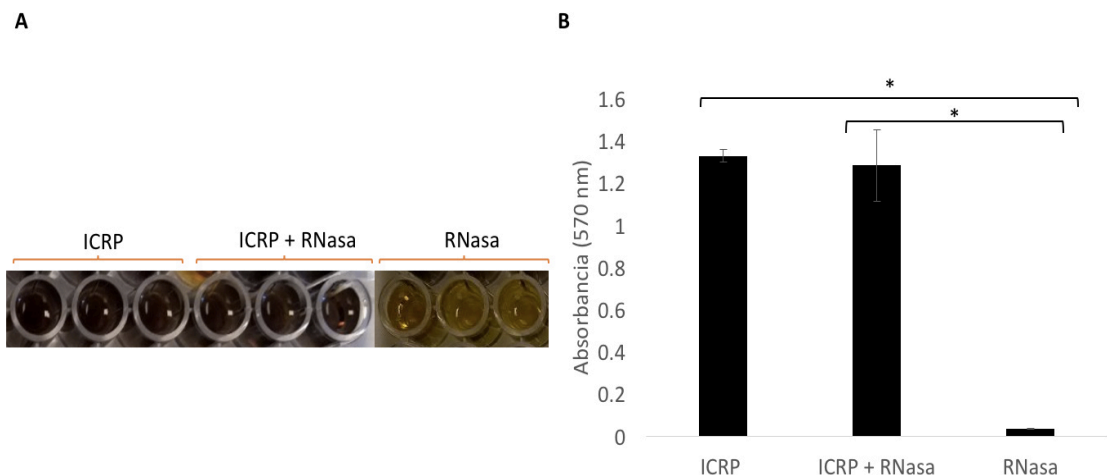 A
ICRP
ICRP + RNasa
RNasa
B
*
*
Absorbancia (570 nm)
1.6
1.4
1.2
1
0.8
0.6
0.4
0.2
0
ICRP
ICRP + RNasa
RNasa